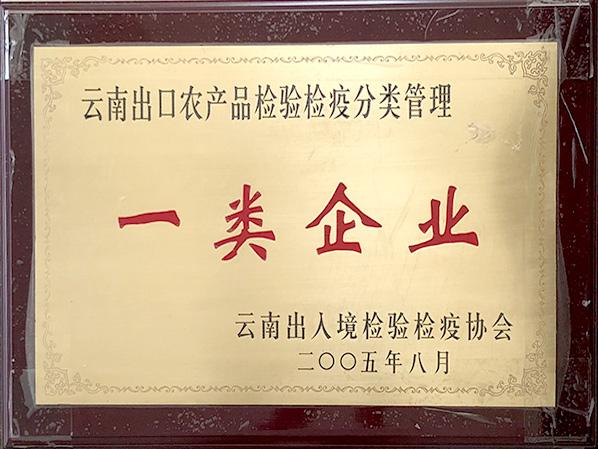 云南出口农产品检验检疫分类管理
一类企业
云南出入境检验检疫协会
二〇〇五年八月